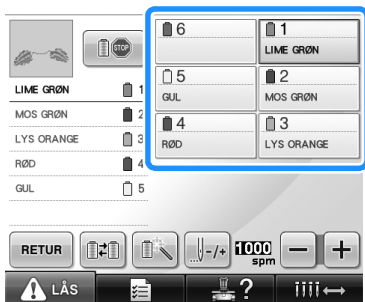 STOP
LIME GRØN 1
MOS GRØN 2
LYS ORANGE 3
RØD 4
GUL 5
6
1
LIME GRØN
5
GUL
2
MOS GRØN
4
RØD
3
LYS ORANGE
RETUR
-/+
1000
spm
− +
LÅS
?